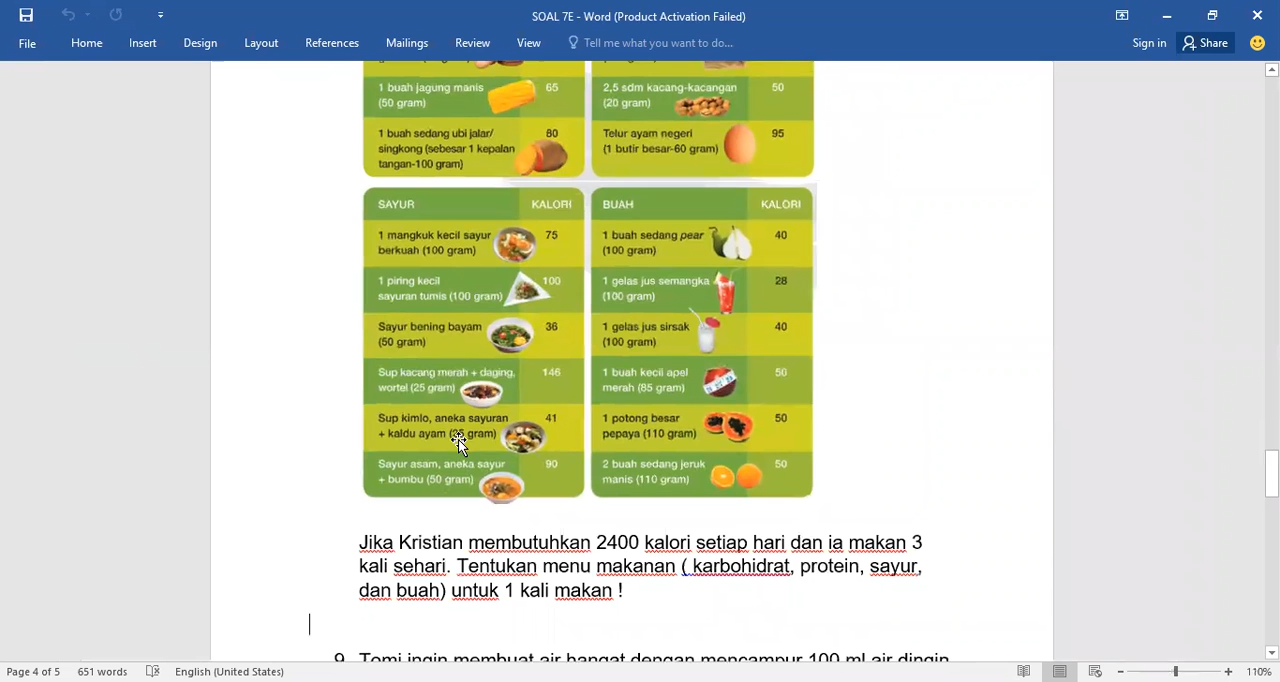 SOAL 7E - Word (Product Activation Failed)
File Home Insert Design Layout References Mailings Review View Tell me what you want to do... Sign in Share
1 buah jagung manis 65
(50 gram)
1 buah sedang ubi jalar/ 80
singkong (sebesar 1 kepalan
tangan-100 gram)
2,5 sdm kacang-kacangan 50
(20 gram)
Telur ayam negeri 95
(1 butir besar-60 gram)
SAYUR KALORI
1 mangkuk kecil sayur 75
berkuah (100 gram)
1 piring kecil 100
sayuran tumis (100 gram)
Sayur bening bayam 36
(50 gram)
Sup kacang merah + daging, 146
wortel (25 gram)
Sup kimlo, aneka sayuran 41
+ kaldu ayam (25 gram)
Sayur asam, aneka sayur 90
+ bumbu (50 gram)
BUAH KALORI
1 buah sedang pear 40
(100 gram)
1 gelas jus semangka 28
(100 gram)
1 gelas jus sirsak 40
(100 gram)
1 buah kecil apel 50
merah (85 gram)
1 potong besar 50
pepaya (110 gram)
2 buah sedang jeruk 50
manis (110 gram)
Jika Kristian membutuhkan 2400 kalori setiap hari dan ia makan 3
kali sehari. Tentukan menu makanan ( karbohidrat, protein, sayur,
dan buah) untuk 1 kali makan !
9. Tomi ingin membuat air hangat dengan mencampur 100 ml air dingin
Page 4 of 5 651 words English (United States) 110%